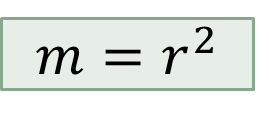 m = r²